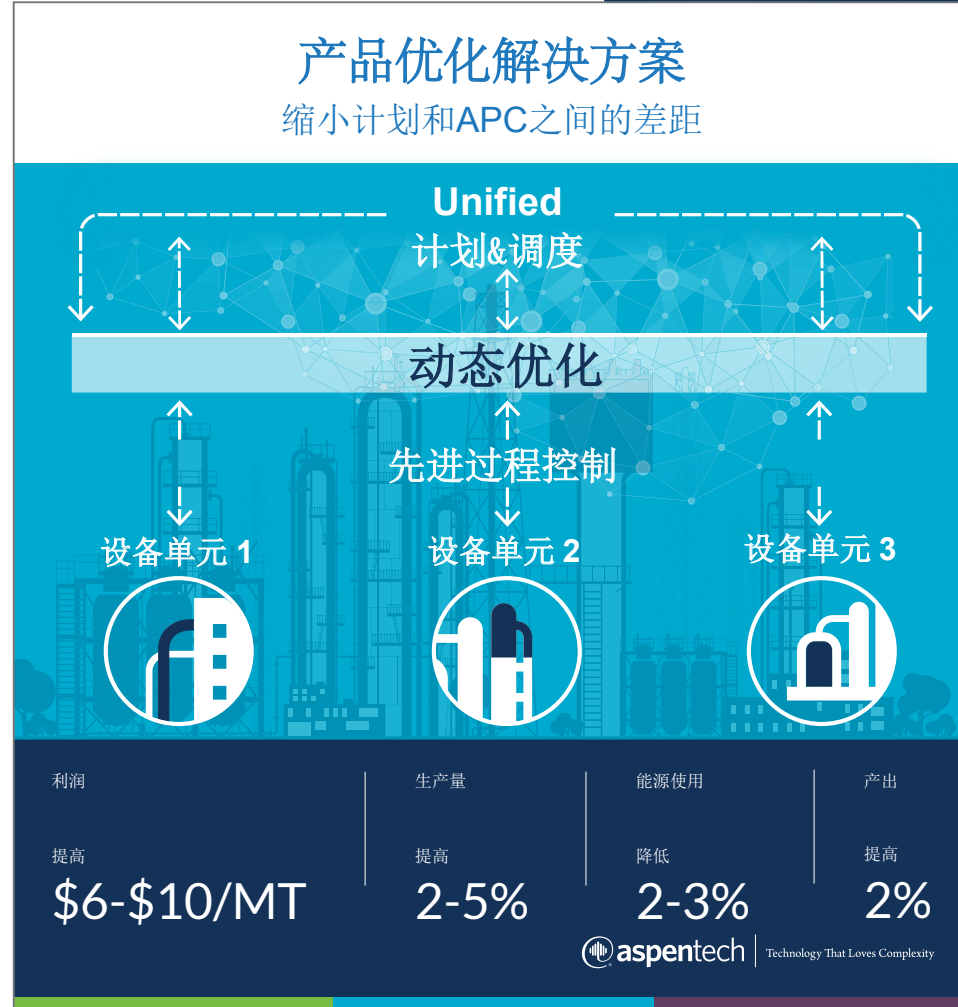 产品优化解决方案
缩小计划和APC之间的差距
Unified
计划&调度
动态优化
先进过程控制
设备单元 1
设备单元 2
设备单元 3
利润
提高
$6-$10/MT
生产量
提高
2-5%
能源使用
降低
2-3%
产出
提高
2%
aspentech
Technology That Loves Complexity